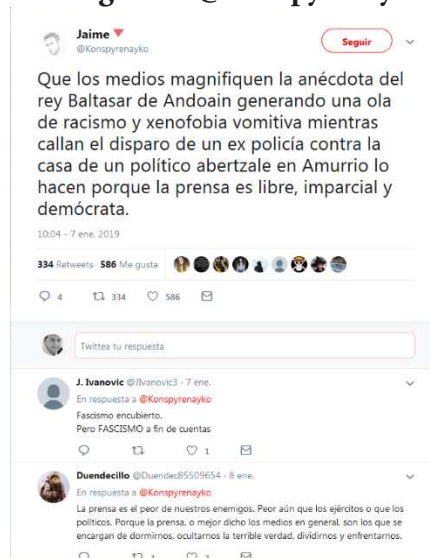 Jaime
@Konspyrenayko
Seguir
Que los medios magnifiquen la anécdota del
rey Baltasar de Andoain generando una ola
de racismo y xenofobia vomitiva mientras
callan el disparo de un ex policía contra la
casa de un político abertzale en Amurrio lo
hacen porque la prensa es libre, imparcial y
demócrata.
10:04 - 7 ene. 2019
334 Retweets 586 Me gusta
4 334 586
Twittea tu respuesta
J. Ivanovic @JIvanovic3 - 7 ene.
En respuesta a @Konspyrenayko
Fascismo encubierto.
Pero FASCISMO a fin de cuentas
1
Duendecillo @Duendec85509654 - 8 ene.
En respuesta a @Konspyrenayko
La prensa es el peor de nuestros enemigos. Peor aún que los ejércitos o que los
políticos. Porque la prensa, o mejor dicho los medios en general, son los que se
encargan de dormirnos, ocultarnos la terrible verdad, dividirnos y enfrentarnos.